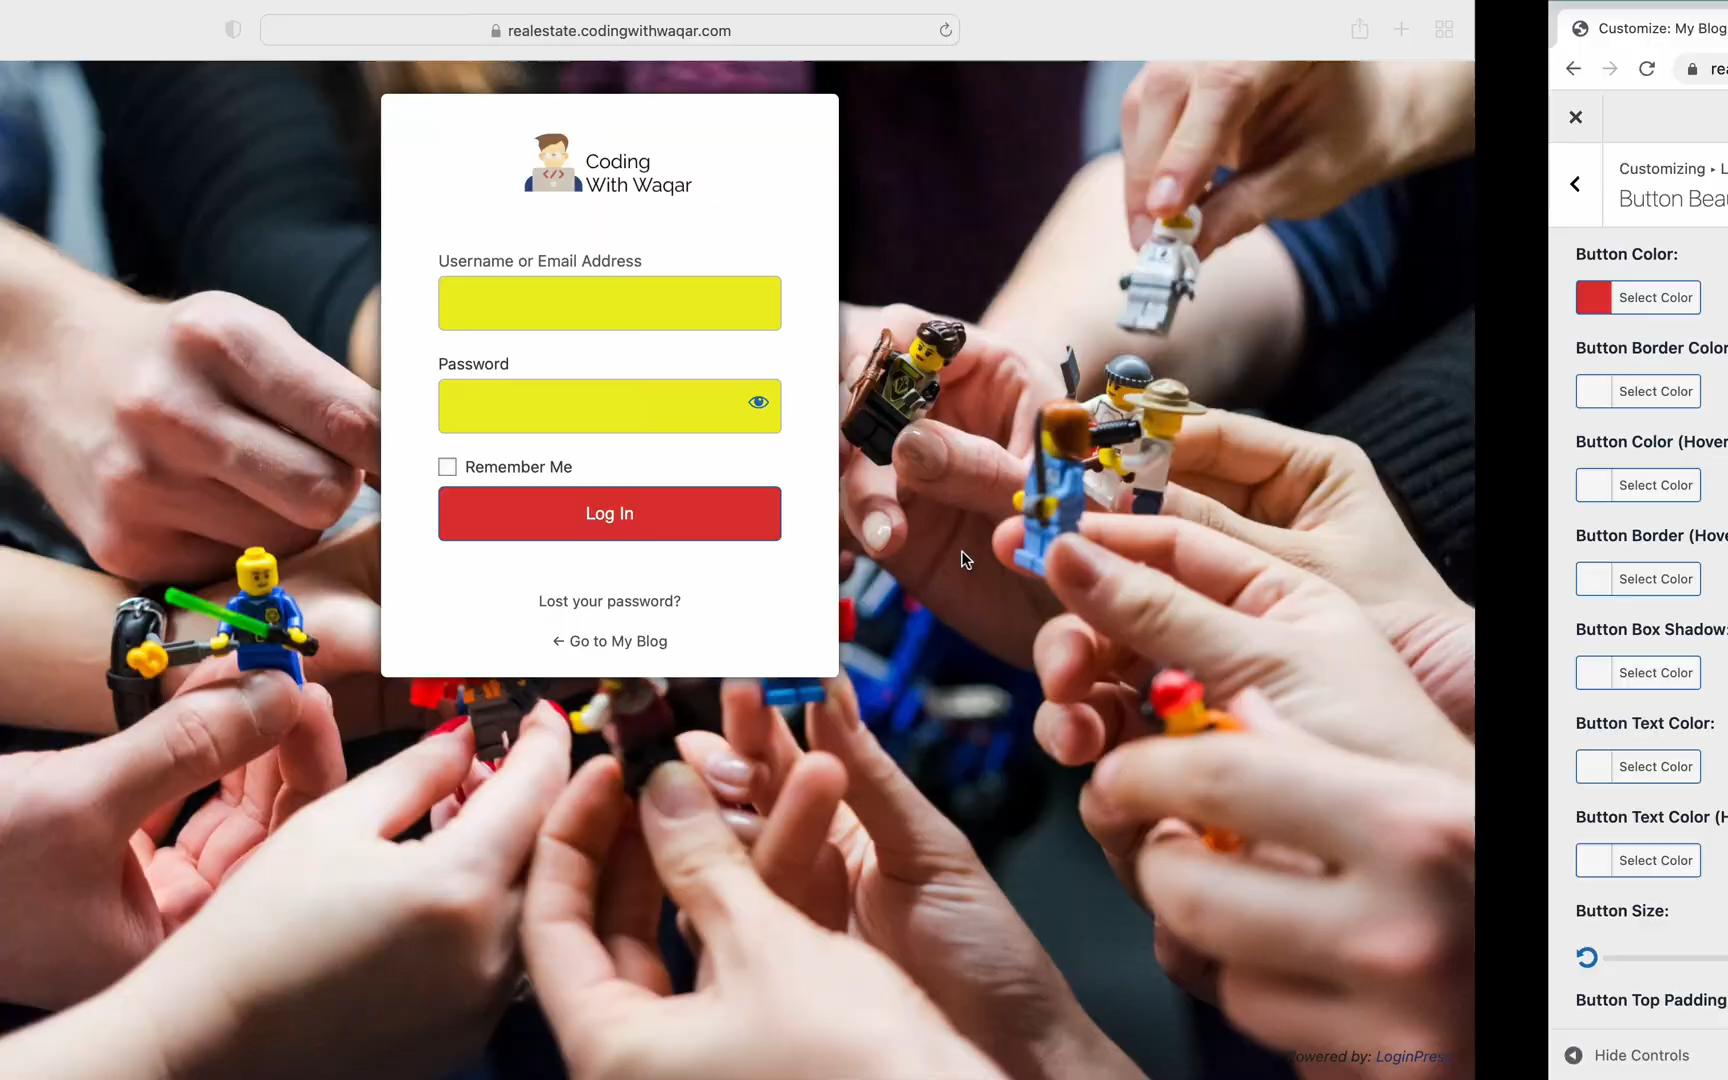 realestate.codingwithwaqar.com
Coding
With Waqar
Username or Email Address
Password
Remember Me
Log In
Lost your password?
← Go to My Blog
Powered by: LoginPress
Customize: My Blog
rea
Customizing ▸ L
Button Beau
Button Color:
Select Color
Button Border Color
Select Color
Button Color (Hover
Select Color
Button Border (Hove
Select Color
Button Box Shadow:
Select Color
Button Text Color:
Select Color
Button Text Color (H
Select Color
Button Size:
Button Top Padding
Hide Controls